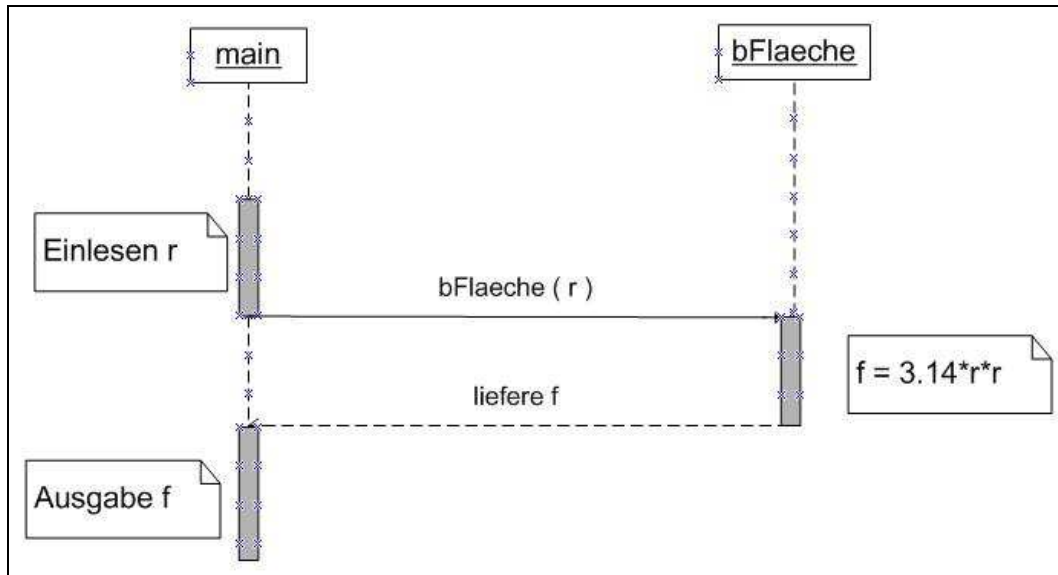 main
bFlaeche
Einlesen r
bFlaeche ( r )
f = 3.14*r*r
liefere f
Ausgabe f